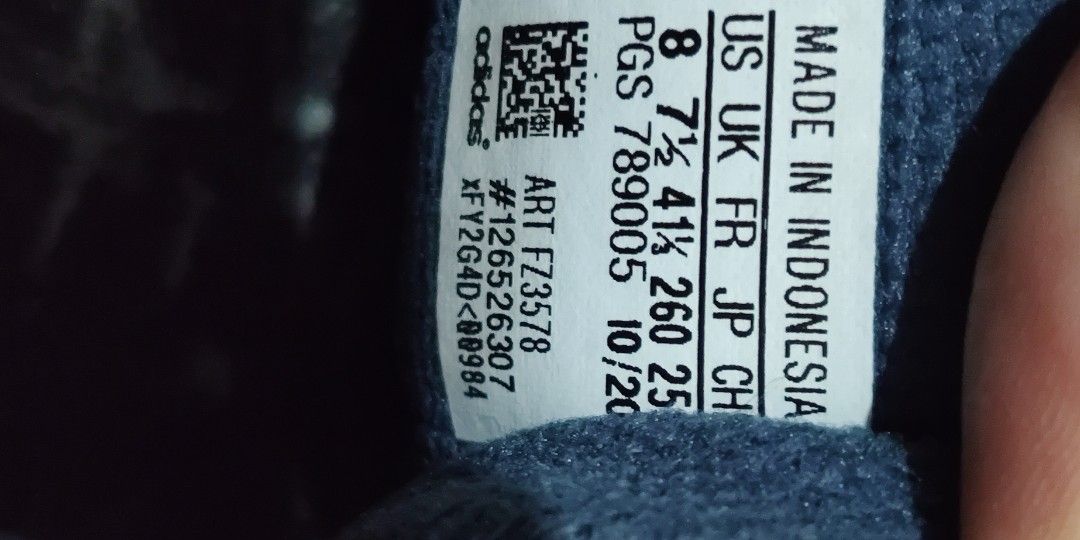 MADE IN INDONESIA
US UK FR JP CH
8 7½ 41⅓ 260 25
PGS 789005 10/20
ART FZ3578
#126526307
xFY2G4D<00984
adidas